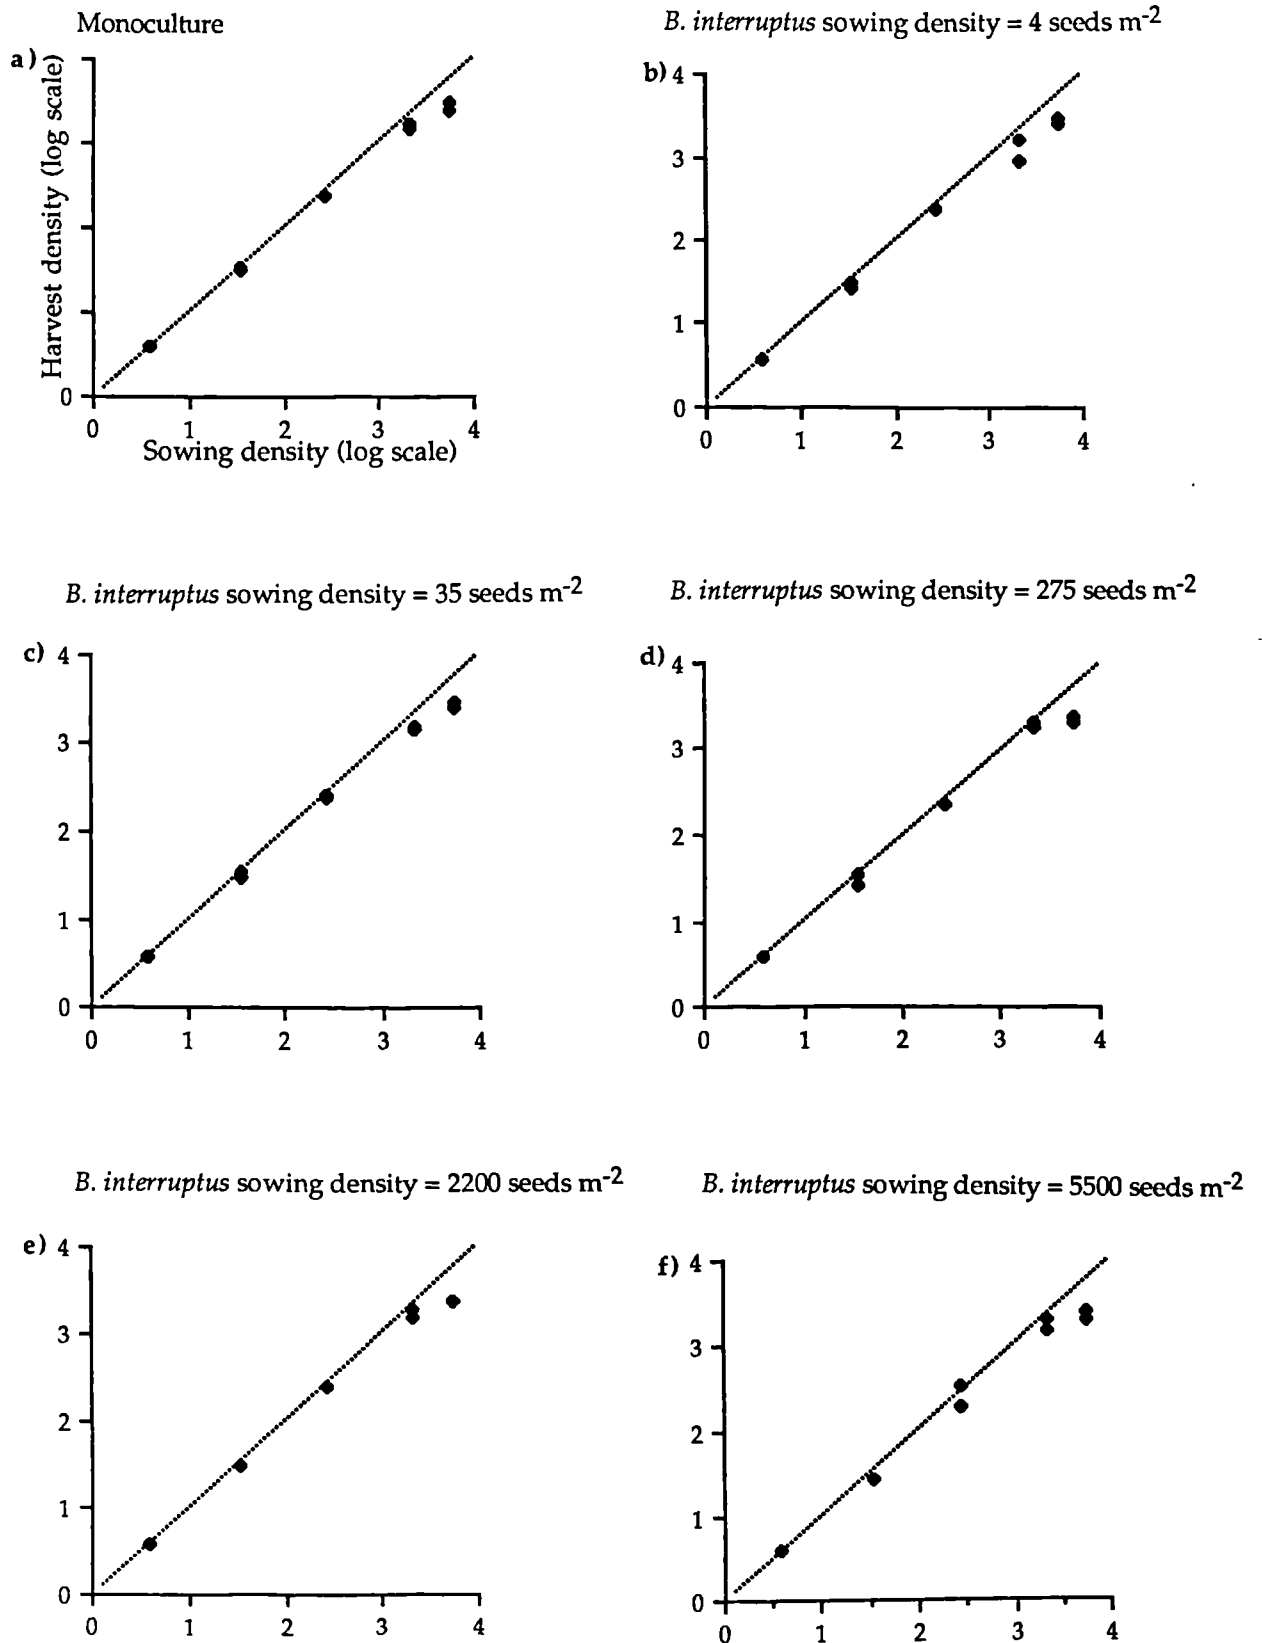 Monoculture
B. interruptus sowing density = 4 seeds m-2
a)
Harvest density (log scale)
0
0 1 2 3 4
Sowing density (log scale)
b) 4
3
2
1
0
0 1 2 3 4
B. interruptus sowing density = 35 seeds m-2
B. interruptus sowing density = 275 seeds m-2
c) 4
3
2
1
0
0 1 2 3 4
d) 4
3
2
1
0
0 1 2 3 4
B. interruptus sowing density = 2200 seeds m-2
B. interruptus sowing density = 5500 seeds m-2
e) 4
3
2
1
0
0 1 2 3 4
f) 4
3
2
1
0
0 1 2 3 4